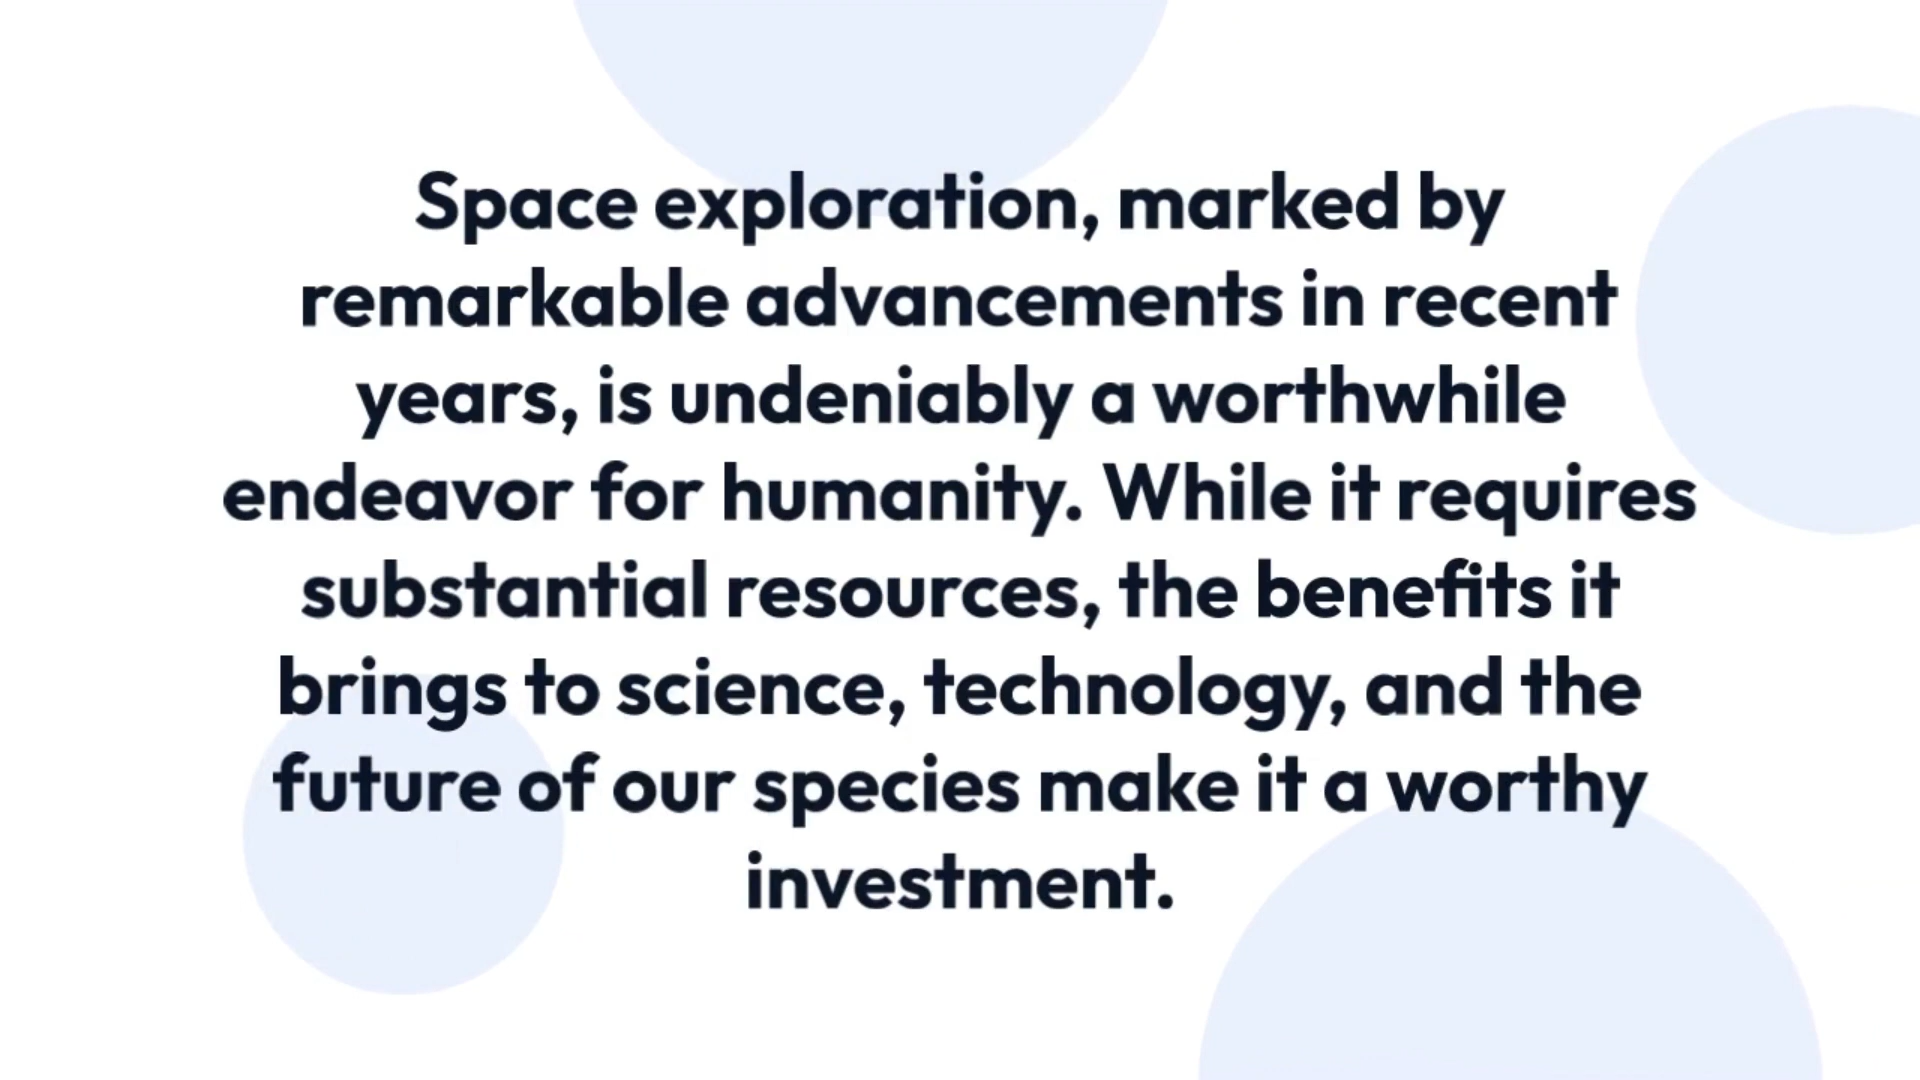 Space exploration, marked by
remarkable advancements in recent
years, is undeniably a worthwhile
endeavor for humanity. While it requires
substantial resources, the benefits it
brings to science, technology, and the
future of our species make it a worthy
investment.